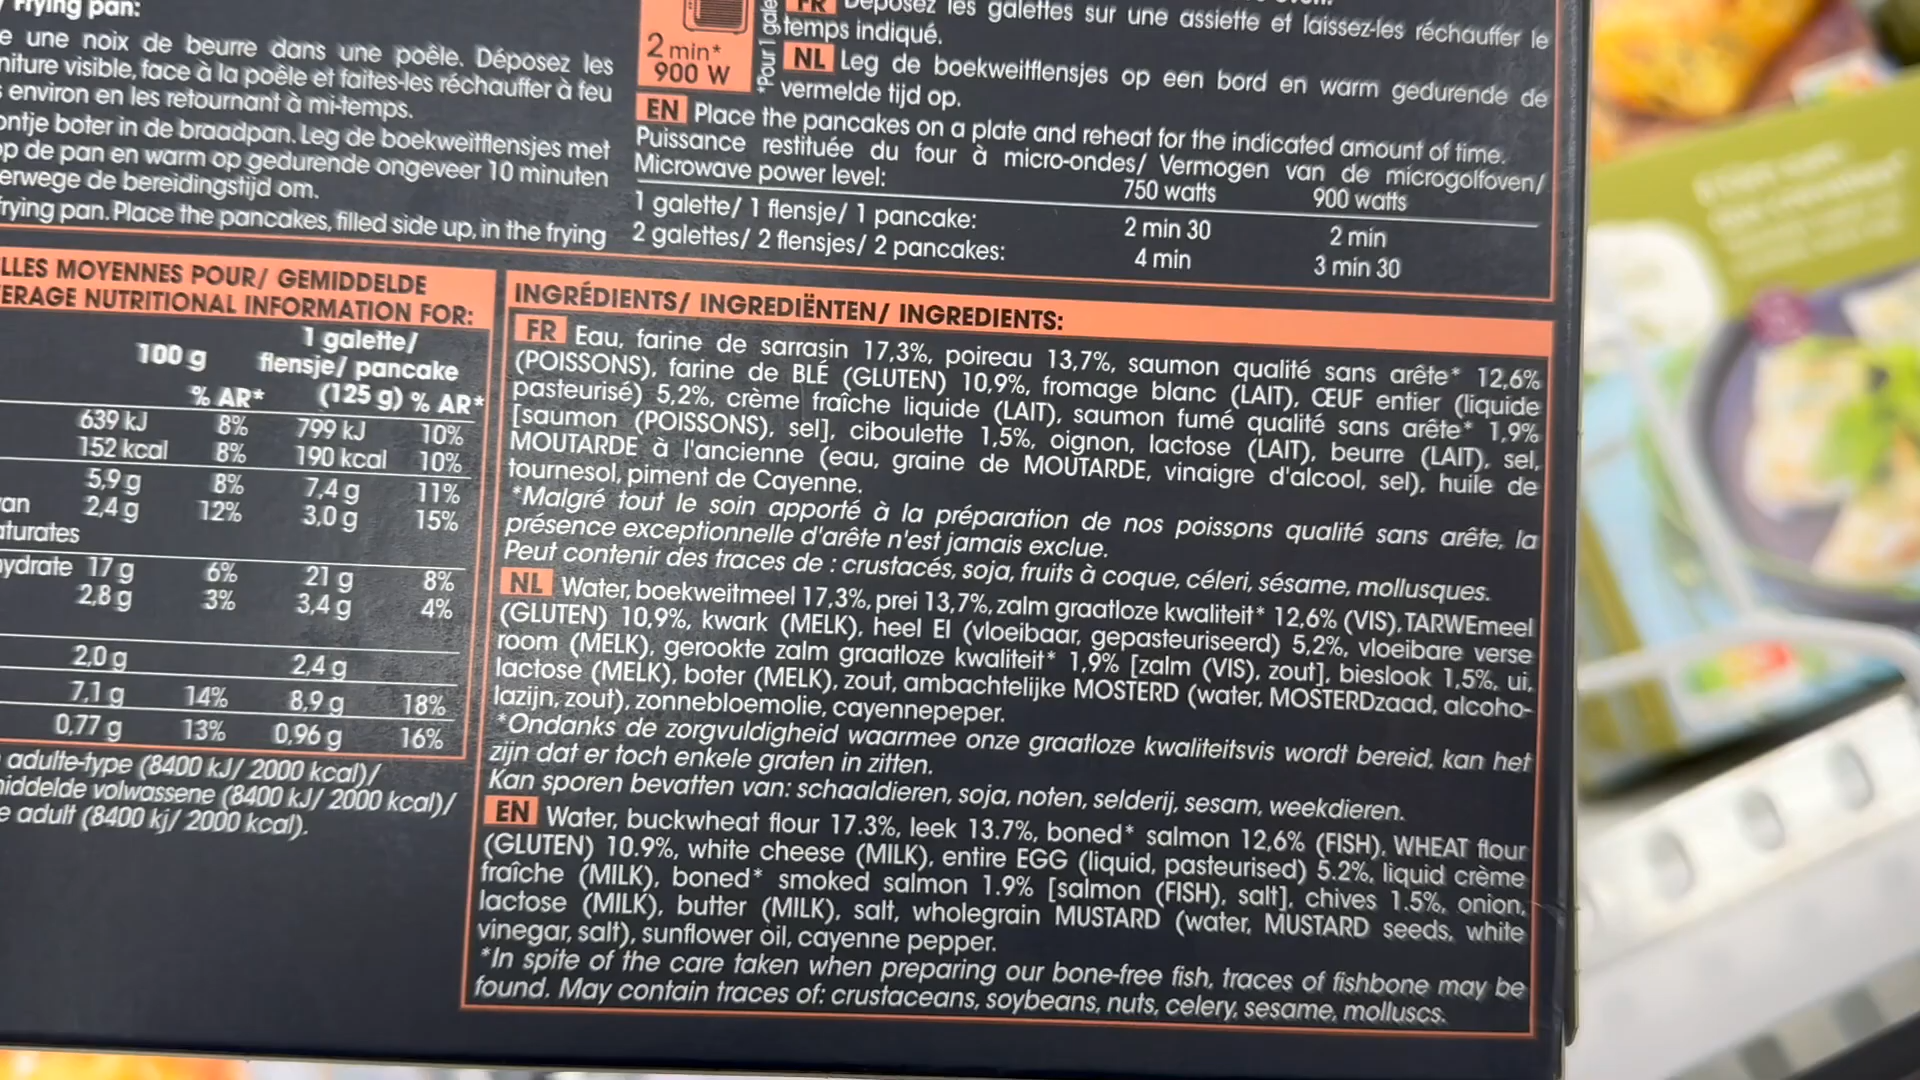 Frying pan:
e une noix de beurre dans une poêle. Déposez les
niture visible, face à la poêle et faites-les réchauffer à feu
environ en les retournant à mi-temps.
ontje boter in de braadpan. Leg de boekweitflensjes met
op de pan en warm op gedurende ongeveer 10 minuten
erwege de bereidingstijd om.
frying pan. Place the pancakes, filled side up, in the frying
2 min*
900 W
*Pour 1 gale
FR Déposez les galettes sur une assiette et laissez-les réchauffer le
temps indiqué.
NL Leg de boekweitflensjes op een bord en warm gedurende de
vermelde tijd op.
EN Place the pancakes on a plate and reheat for the indicated amount of time.
Puissance restituée du four à micro-ondes/ Vermogen van de microgolfoven/
Microwave power level: 750 watts 900 watts
1 galette/ 1 flensje/ 1 pancake: 2 min 30 2 min
2 galettes/ 2 flensjes/ 2 pancakes: 4 min 3 min 30
LLES MOYENNES POUR/ GEMIDDELDE
ERAGE NUTRITIONAL INFORMATION FOR:
100 g 1 galette/
flensje/ pancake
% AR* (125 g) % AR*
639 kJ 8% 799 kJ 10%
152 kcal 8% 190 kcal 10%
5,9 g 8% 7,4 g 11%
an 2,4 g 12% 3,0 g 15%
aturates
ydrate 17 g 6% 21 g 8%
2,8 g 3% 3,4 g 4%
2,0 g 2,4 g
7,1 g 14% 8,9 g 18%
0,77 g 13% 0,96 g 16%
adulte-type (8400 kJ/ 2000 kcal)/
middelde volwassene (8400 kJ/ 2000 kcal)/
e adult (8400 kj/ 2000 kcal).
INGRÉDIENTS/ INGREDIËNTEN/ INGREDIENTS:
FR Eau, farine de sarrasin 17,3%, poireau 13,7%, saumon qualité sans arête* 12,6%
(POISSONS), farine de BLÉ (GLUTEN) 10,9%, fromage blanc (LAIT), ŒUF entier (liquide
pasteurisé) 5,2%, crème fraîche liquide (LAIT), saumon fumé qualité sans arête* 1,9%
[saumon (POISSONS), sel], ciboulette 1,5%, oignon, lactose (LAIT), beurre (LAIT), sel,
MOUTARDE à l'ancienne (eau, graine de MOUTARDE, vinaigre d'alcool, sel), huile de
tournesol, piment de Cayenne.
*Malgré tout le soin apporté à la préparation de nos poissons qualité sans arête, la
présence exceptionnelle d'arête n'est jamais exclue.
Peut contenir des traces de : crustacés, soja, fruits à coque, céleri, sésame, mollusques.
NL Water, boekweitmeel 17,3%, prei 13,7%, zalm graatloze kwaliteit* 12,6% (VIS), TARWEmeel
(GLUTEN) 10,9%, kwark (MELK), heel EI (vloeibaar, gepasteuriseerd) 5,2%, vloeibare verse
room (MELK), gerookte zalm graatloze kwaliteit* 1,9% [zalm (VIS), zout], bieslook 1,5%, ui,
lactose (MELK), boter (MELK), zout, ambachtelijke MOSTERD (water, MOSTERDzaad, alcoho-
lazijn, zout), zonnebloemolie, cayennepeper.
*Ondanks de zorgvuldigheid waarmee onze graatloze kwaliteitsvis wordt bereid, kan het
zijn dat er toch enkele graten in zitten.
Kan sporen bevatten van: schaaldieren, soja, noten, selderij, sesam, weekdieren.
EN Water, buckwheat flour 17.3%, leek 13.7%, boned* salmon 12,6% (FISH), WHEAT flour
(GLUTEN) 10.9%, white cheese (MILK), entire EGG (liquid, pasteurised) 5.2%, liquid crème
fraîche (MILK), boned* smoked salmon 1.9% [salmon (FISH), salt], chives 1.5%, onion,
lactose (MILK), butter (MILK), salt, wholegrain MUSTARD (water, MUSTARD seeds, white
vinegar, salt), sunflower oil, cayenne pepper.
*In spite of the care taken when preparing our bone-free fish, traces of fishbone may be
found. May contain traces of: crustaceans, soybeans, nuts, celery, sesame, molluscs.